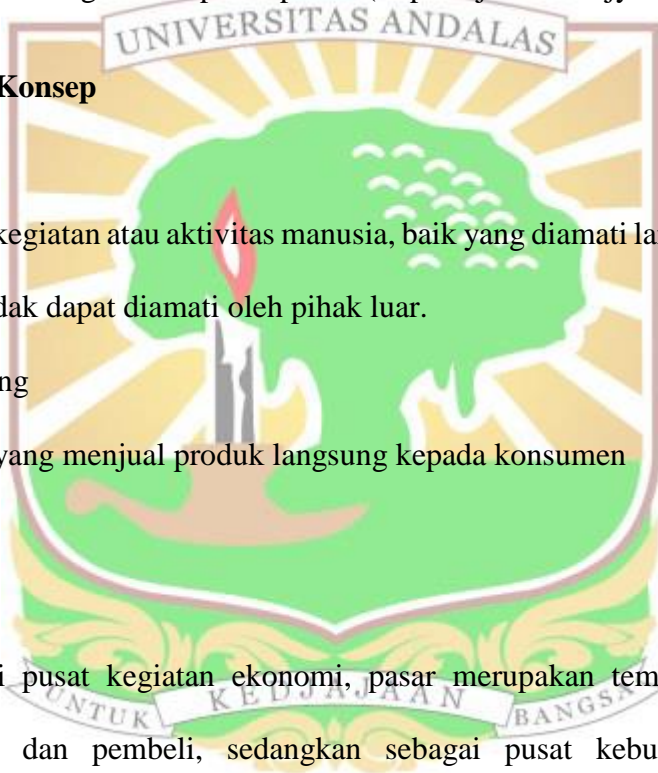 UNIVERSITAS ANDALAS
Konsep
kegiatan atau aktivitas manusia, baik yang diamati
dak dapat diamati oleh pihak luar.
ng
yang menjual produk langsung kepada konsumen
i pusat kegiatan ekonomi, pasar merupakan tem
UNTUK KEDJAJAAN BANGSA
dan pembeli, sedangkan sebagai pusat kebu